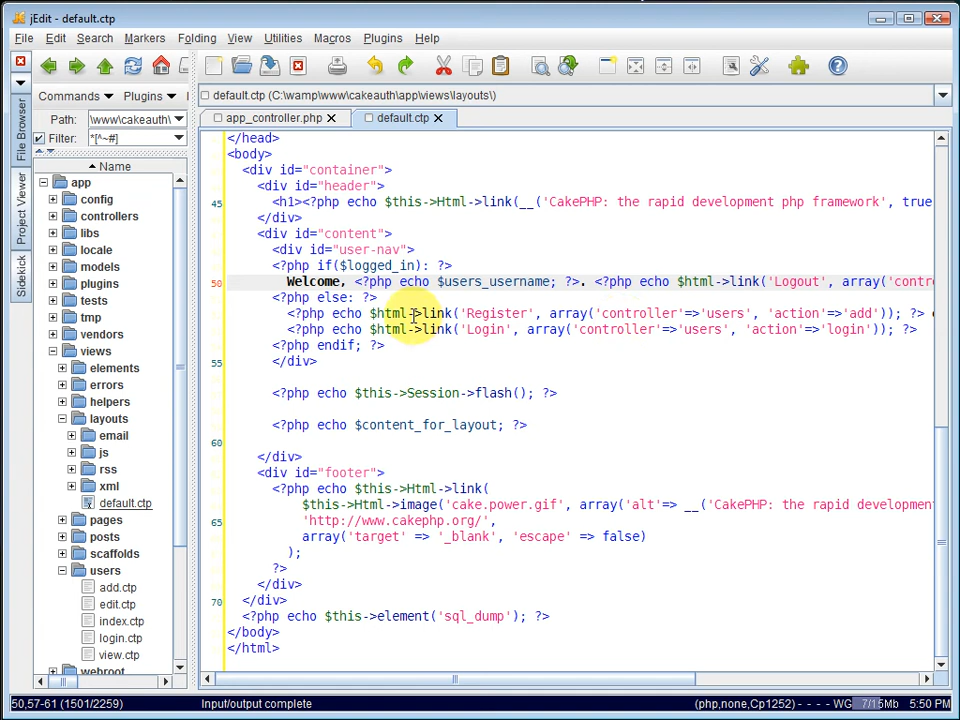 jEdit - default.ctp
File Edit Search Markers Folding View Utilities Macros Plugins Help
Commands Plugins
Path: \www\cakeauth\
Filter: *[^~#]
File Browser
Project Viewer
Sidekick
Name
app
config
controllers
libs
locale
models
plugins
tests
tmp
vendors
views
elements
errors
helpers
layouts
email
js
rss
xml
default.ctp
pages
posts
scaffolds
users
add.ctp
edit.ctp
index.ctp
login.ctp
view.ctp
webroot
default.ctp (C:\wamp\www\cakeauth\app\views\layouts\)
app_controller.php default.ctp
</head>
<body>
<div id="container">
<div id="header">
45 <h1><?php echo $this->Html->link(__('CakePHP: the rapid development php framework', true
</div>
<div id="content">
<div id="user-nav">
<?php if($logged_in): ?>
50 Welcome, <?php echo $users_username; ?>. <?php echo $html->link('Logout', array('contro
<?php else: ?>
<?php echo $html->link('Register', array('controller'=>'users', 'action'=>'add')); ?>
<?php echo $html->link('Login', array('controller'=>'users', 'action'=>'login')); ?>
<?php endif; ?>
55 </div>
<?php echo $this->Session->flash(); ?>
<?php echo $content_for_layout; ?>
60
</div>
<div id="footer">
<?php echo $this->Html->link(
$this->Html->image('cake.power.gif', array('alt'=> __('CakePHP: the rapid development
65 'http://www.cakephp.org/',
array('target' => '_blank', 'escape' => false)
);
?>
</div>
70 </div>
<?php echo $this->element('sql_dump'); ?>
</body>
</html>
50,57-61 (1501/2259) Input/output complete (php,none,Cp1252) - - - - WG 7/15Mb 5:50 PM